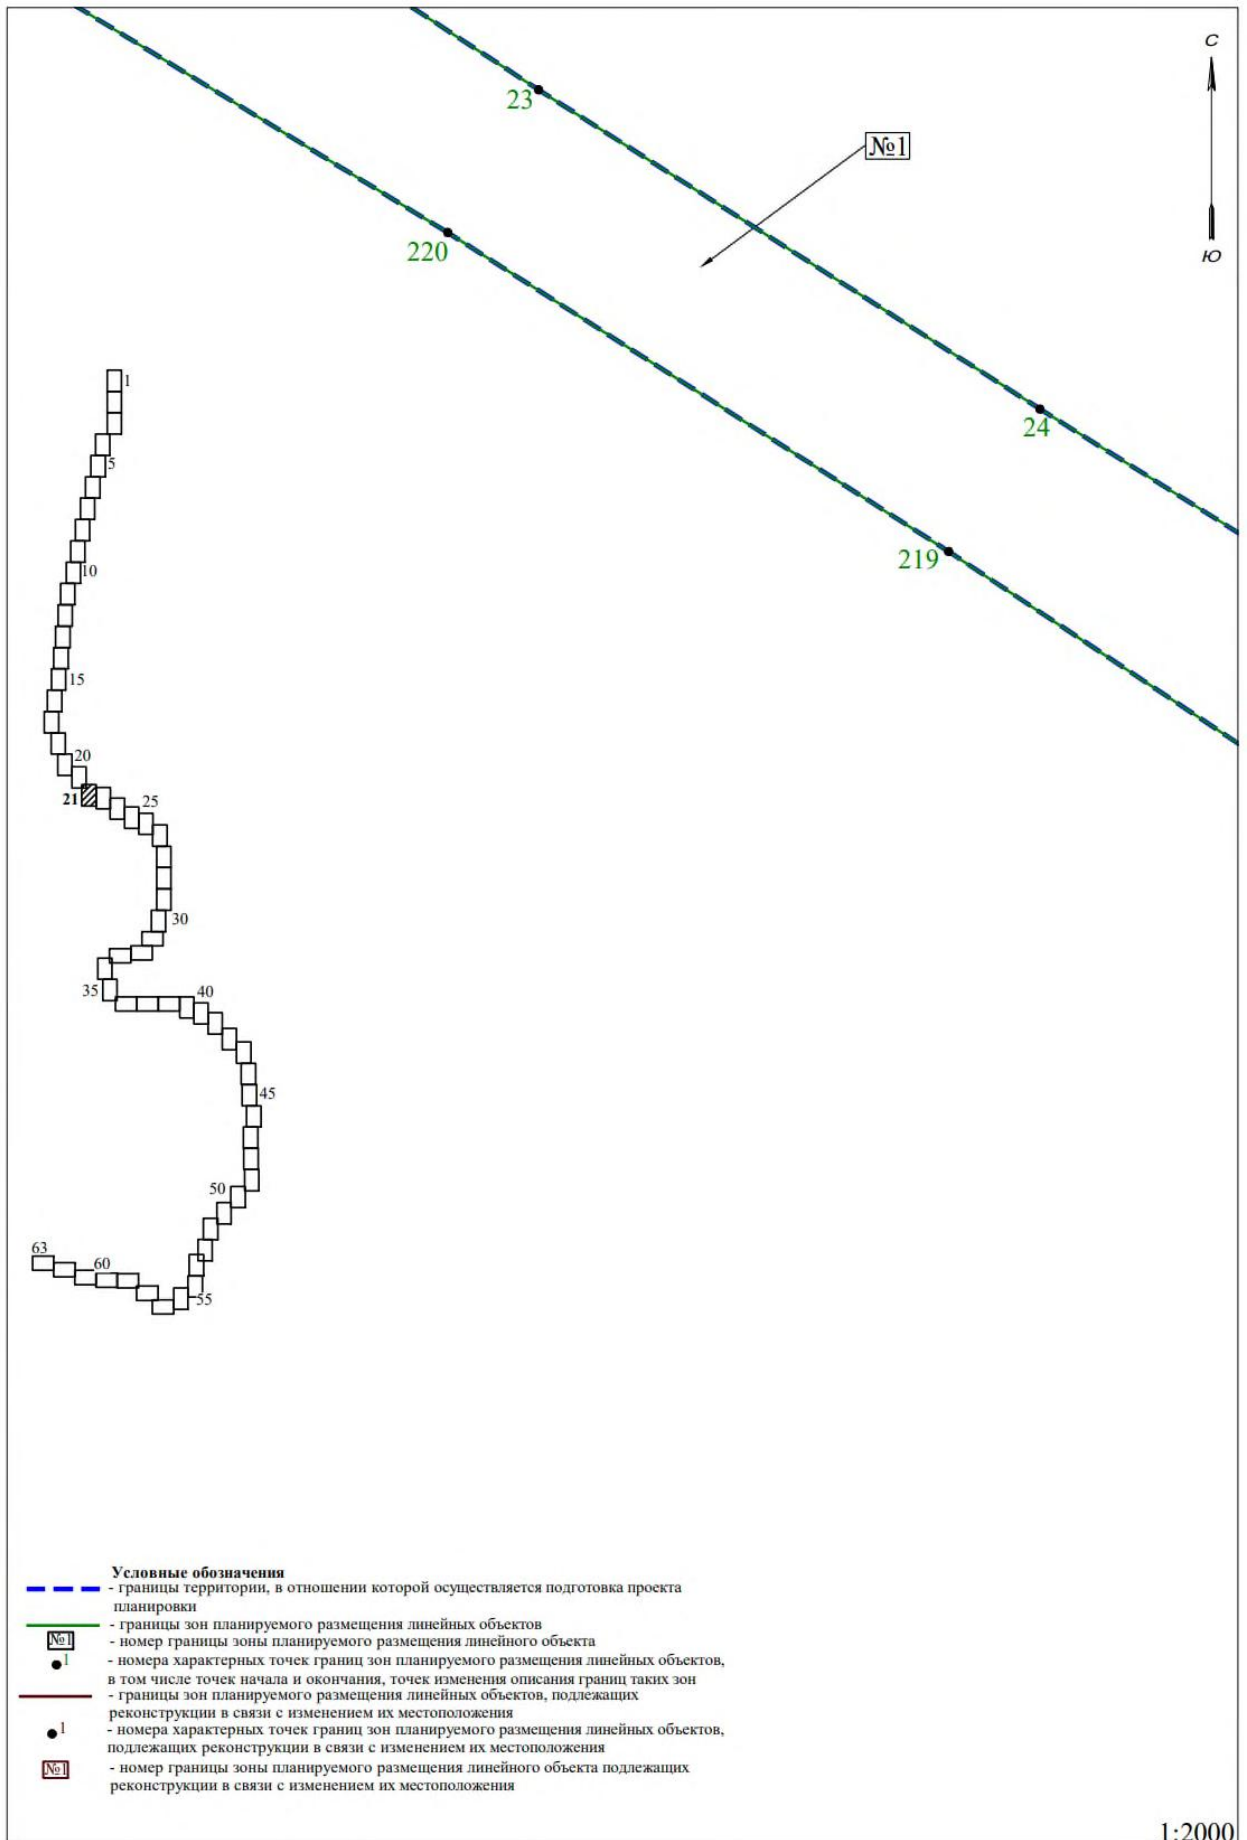 С
23
№1
220
Ю
1
24
5
219
10
15
20
21
25
30
35
40
45
50
63
60
55
Условные обозначения
- границы территории, в отношении которой осуществляется подготовка проекта
планировки
- границы зон планируемого размещения линейных объектов
№1 - номер границы зоны планируемого размещения линейного объекта
1 - номера характерных точек границ зон планируемого размещения линейных объектов,
в том числе точек начала и окончания, точек изменения описания границ таких зон
- границы зон планируемого размещения линейных объектов, подлежащих
реконструкции в связи с изменением их местоположения
1 - номера характерных точек границ зон планируемого размещения линейных объектов,
подлежащих реконструкции в связи с изменением их местоположения
№1 - номер границы зоны планируемого размещения линейного объекта подлежащих
реконструкции в связи с изменением их местоположения
1:2000